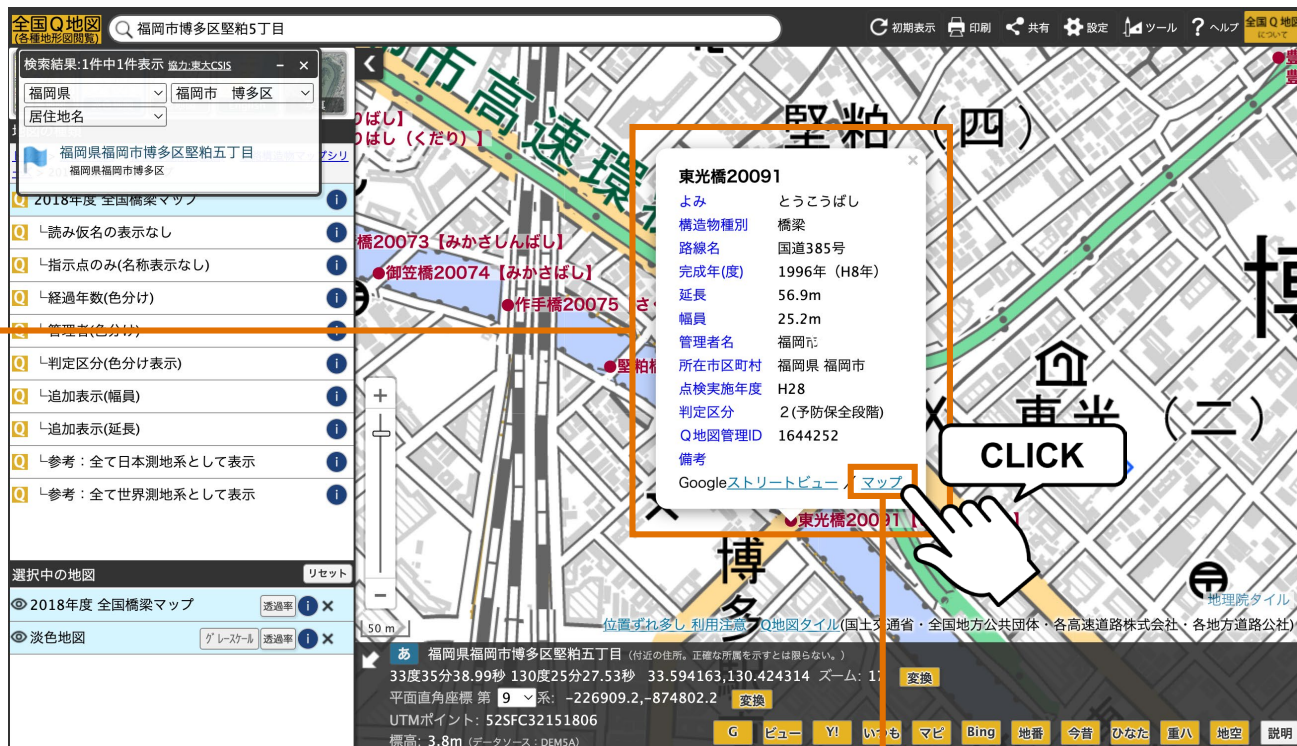 全国Q地図
(各種地形図閲覧)
福岡市博多区堅粕5丁目
初期表示
印刷
共有
設定
ツール
ヘルプ
全国Q地図
について
検索結果:1件中1件表示 協力:東大CSIS − ×
福岡県
福岡市 博多区
居住地名
福岡県福岡市博多区堅粕五丁目
福岡県福岡市博多区
2018年度 全国橋梁マップ
└読み仮名の表示なし
└指示点のみ(名称表示なし)
└経過年数(色分け)
└管理者(色分け)
└判定区分(色分け表示)
└追加表示(幅員)
└追加表示(延長)
└参考：全て日本測地系として表示
└参考：全て世界測地系として表示
選択中の地図
リセット
2018年度 全国橋梁マップ
透過率
淡色地図
グレースケール
透過率
市高速環
堅粕(四)
橋20073【みかさしんばし】
御笠橋20074【みかさばし】
作手橋20075
東光橋20091
よみ とうこうばし
構造物種別 橋梁
路線名 国道385号
完成年(度) 1996年（H8年）
延長 56.9m
幅員 25.2m
管理者名 福岡市
所在市区町村 福岡県 福岡市
点検実施年度 H28
判定区分 2(予防保全段階)
Q地図管理ID 1644252
備考
Googleストリートビュー / マップ
CLICK
東光(二)
東光橋20091
博多
50 m
地理院タイル
位置ずれ多し 利用注意 Q地図タイル(国土交通省・全国地方公共団体・各高速道路株式会社・各地方道路公社)
あ 福岡県福岡市博多区堅粕五丁目 (付近の住所。正確な所属を示すとは限らない。)
33度35分38.99秒 130度25分27.53秒 33.594163,130.424314 ズーム: 変換
平面直角座標 第 9 系: -226909.2,-874802.2 変換
UTMポイント: 52SFC32151806
標高: 3.8m (データソース：DEM5A)
G ビュー Y! いつも マピ Bing 地番 今昔 ひなた 重ハ 地空 説明